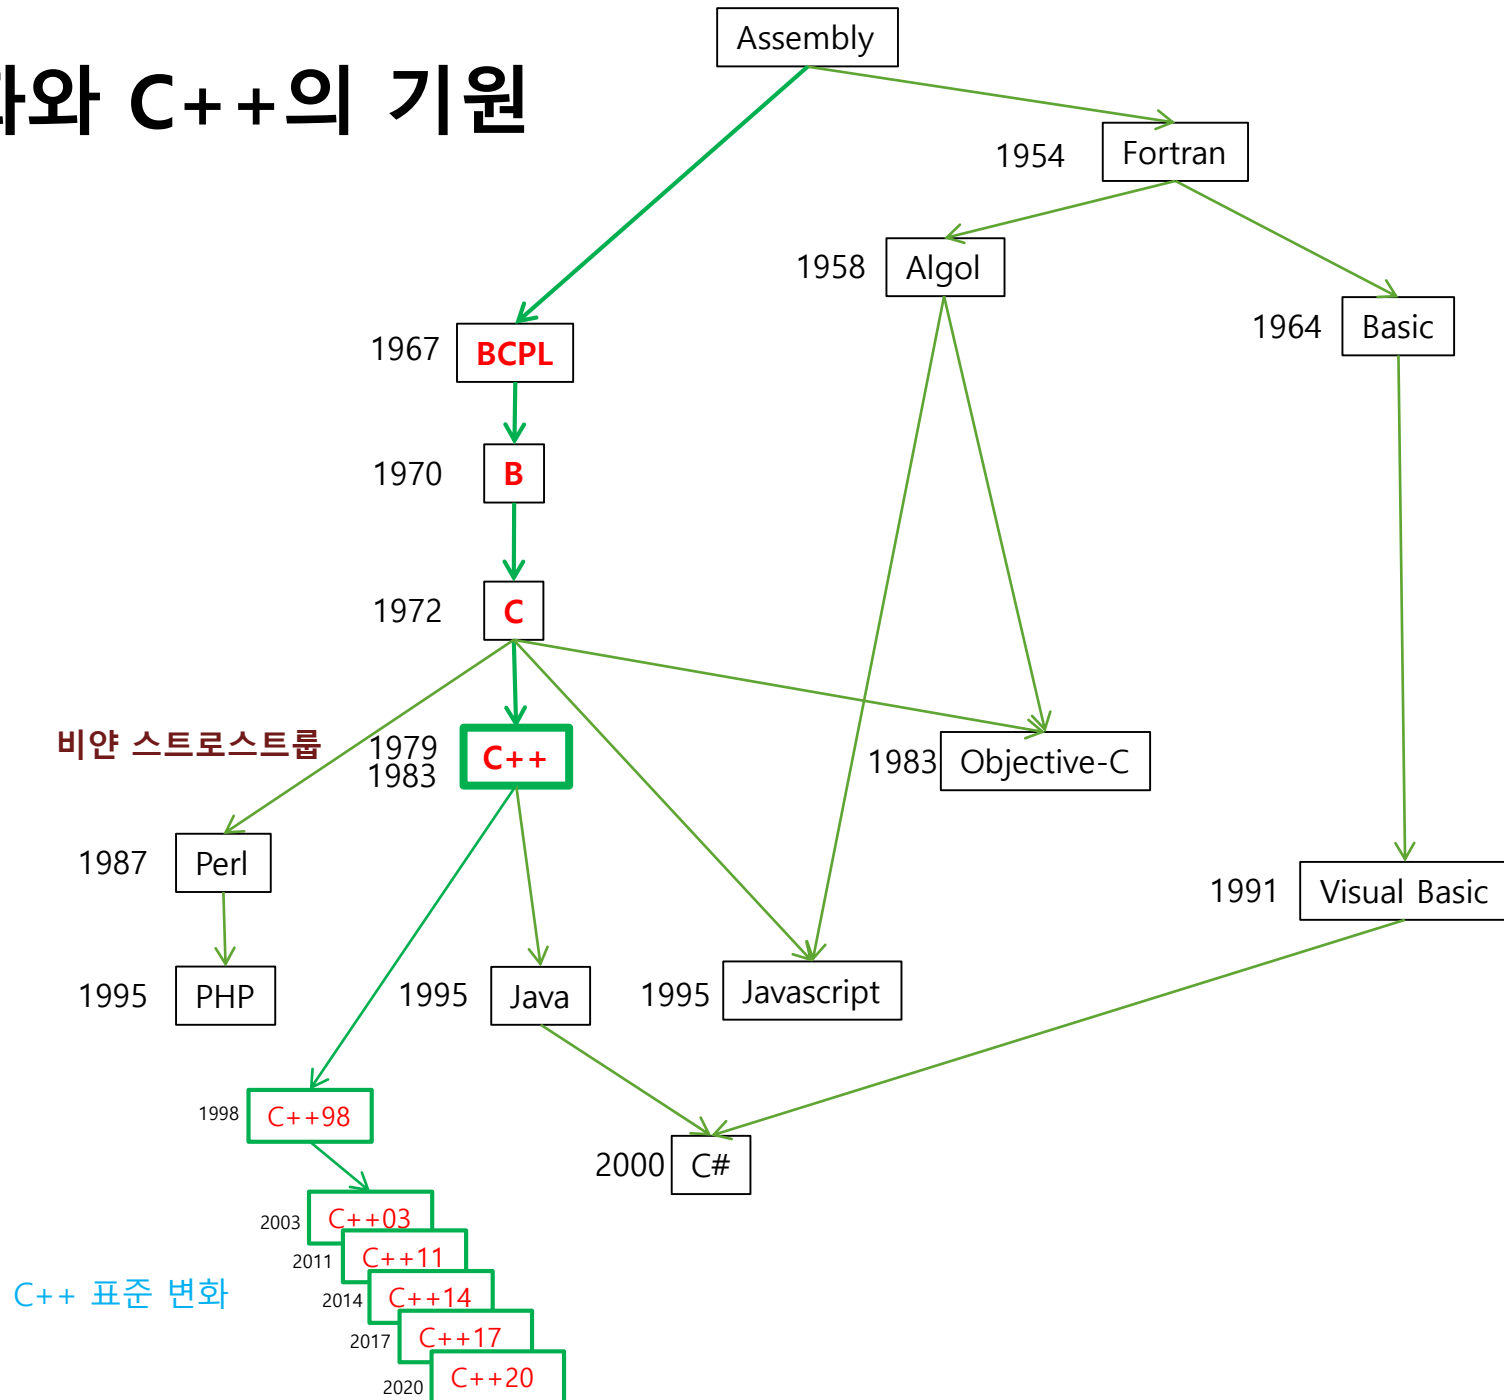 와 C++의 기원
Assembly
1954 Fortran
1958 Algol
1964 Basic
1967 BCPL
1970 B
1972 C
비얀 스트로스트룹
1979
1983
C++
1983 Objective-C
1987 Perl
1991 Visual Basic
1995 PHP
1995 Java
1995 Javascript
1998 C++98
2000 C#
2003 C++03
2011 C++11
C++ 표준 변화
2014 C++14
2017 C++17
2020 C++20